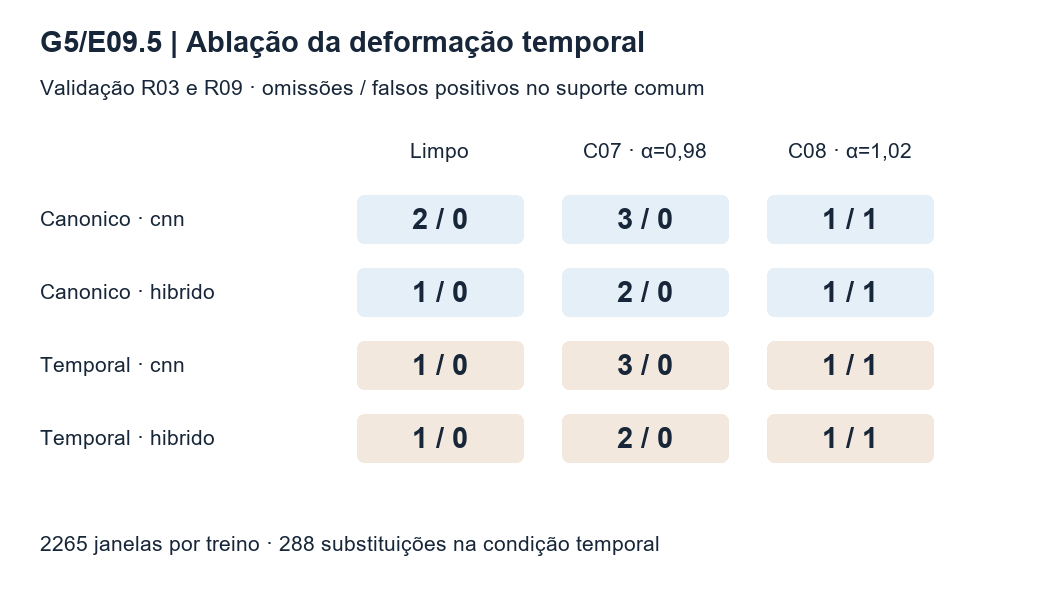 G5/E09.5 | Ablação da deformação temporal
Validação R03 e R09 · omissões / falsos positivos no suporte comum
Limpo C07 · α=0,98 C08 · α=1,02
Canonico · cnn 2 / 0 3 / 0 1 / 1
Canonico · hibrido 1 / 0 2 / 0 1 / 1
Temporal · cnn 1 / 0 3 / 0 1 / 1
Temporal · hibrido 1 / 0 2 / 0 1 / 1
2265 janelas por treino · 288 substituições na condição temporal